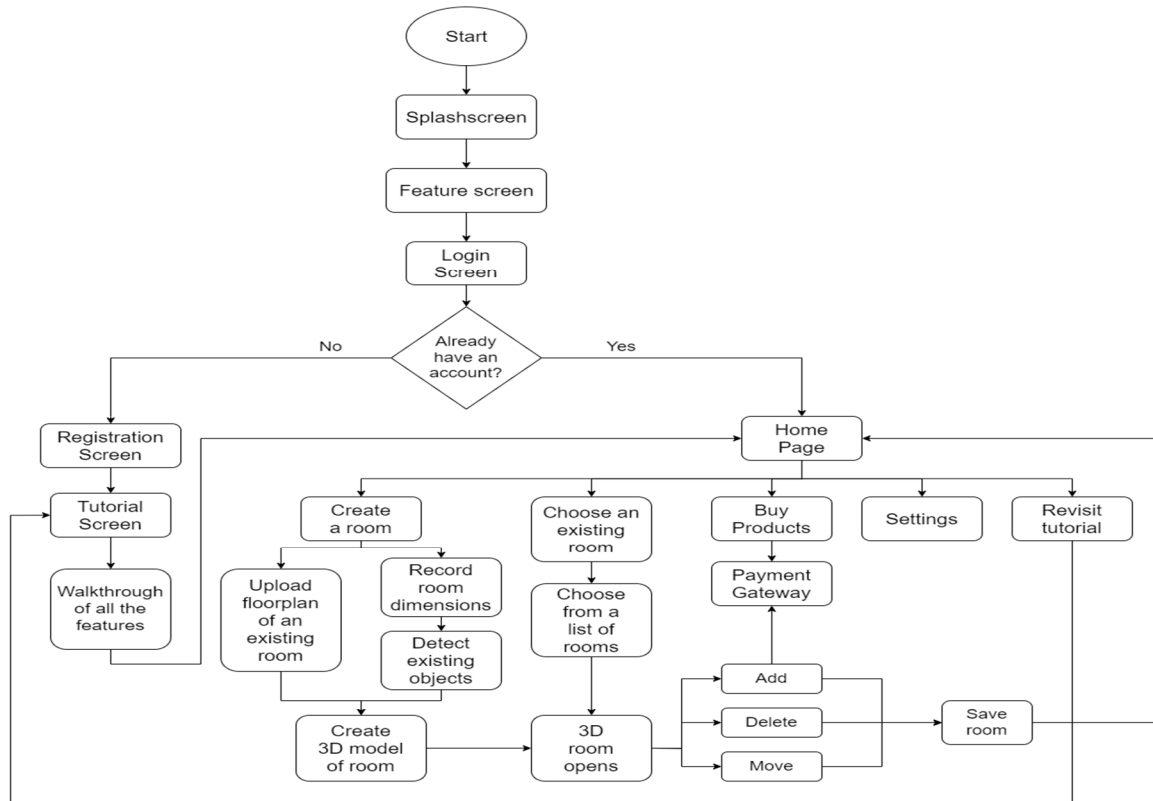 Start
Splashscreen
Feature screen
Login
Screen
Already
have an
account?
No
Yes
Registration
Screen
Home
Page
Tutorial
Screen
Create
a room
Choose an
existing
room
Buy
Products
Settings
Revisit
tutorial
Walkthrough
of all the
features
Upload
floorplan
of an
existing
room
Record
room
dimensions
Detect
existing
objects
Choose
from a
list of
rooms
Payment
Gateway
Create
3D model
of room
3D
room
opens
Add
Delete
Move
Save
room